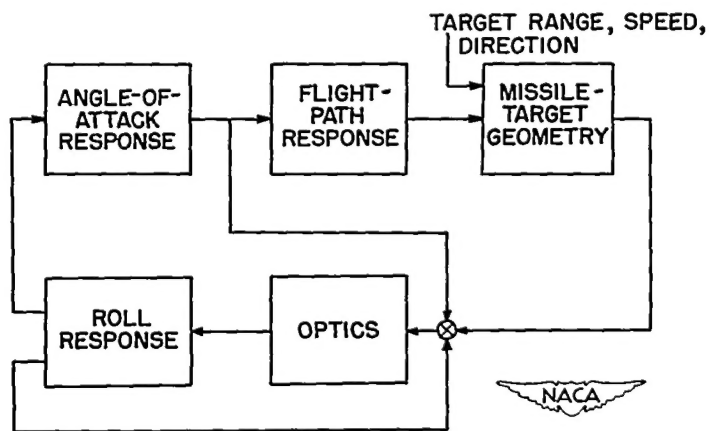 TARGET RANGE, SPEED,
DIRECTION
ANGLE-OF-
ATTACK
RESPONSE
FLIGHT-
PATH
RESPONSE
MISSILE-
TARGET
GEOMETRY
ROLL
RESPONSE
OPTICS
NACA